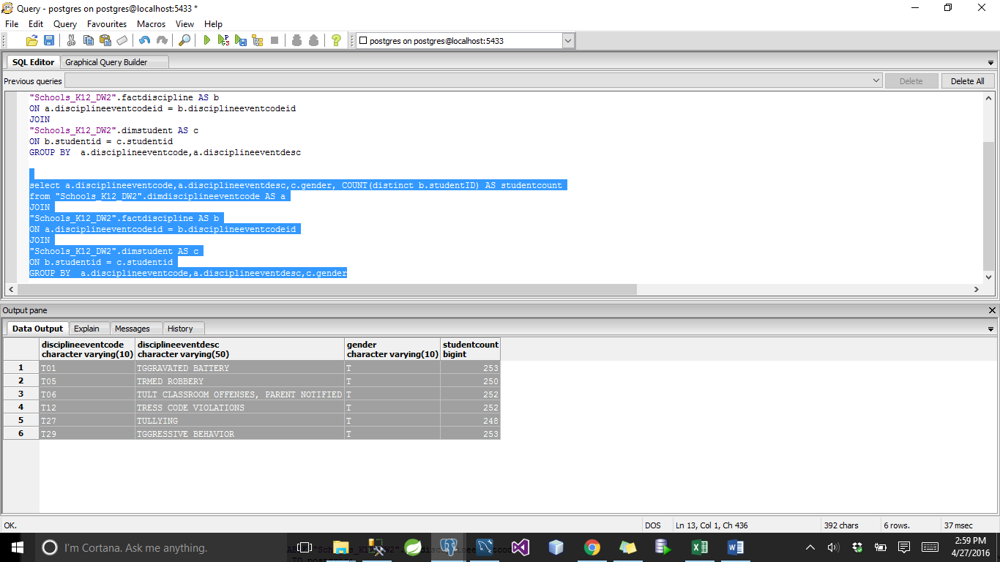 Query - postgres on postgres@localhost:5433 *
File Edit Query Favourites Macros View Help
postgres on postgres@localhost:5433
SQL Editor Graphical Query Builder
Previous queries Delete Delete All
"Schools_K12_DW2".factdiscipline AS b
ON a.disciplineeventcodeid = b.disciplineeventcodeid
JOIN
"Schools_K12_DW2".dimstudent AS c
ON b.studentid = c.studentid
GROUP BY  a.disciplineeventcode,a.disciplineeventdesc
select a.disciplineeventcode,a.disciplineeventdesc,c.gender, COUNT(distinct b.studentID) AS studentcount
from "Schools_K12_DW2".dimdisciplineeventcode AS a
JOIN
"Schools_K12_DW2".factdiscipline AS b
ON a.disciplineeventcodeid = b.disciplineeventcodeid
JOIN
"Schools_K12_DW2".dimstudent AS c
ON b.studentid = c.studentid
GROUP BY  a.disciplineeventcode,a.disciplineeventdesc,c.gender
Output pane
Data Output Explain Messages History
disciplineeventcode disciplineeventdesc gender studentcount
character varying(10) character varying(50) character varying(10) bigint
1 T01 TGGRAVATED BATTERY T 253
2 T05 TRMED ROBBERY T 250
3 T06 TULT CLASSROOM OFFENSES, PARENT NOTIFIED T 252
4 T12 TRESS CODE VIOLATIONS T 252
5 T27 TULLYING T 248
6 T29 TGGRESSIVE BEHAVIOR T 253
OK. DOS Ln 13, Col 1, Ch 436 392 chars 6 rows. 37 msec
I'm Cortana. Ask me anything.
2:59 PM
4/27/2016